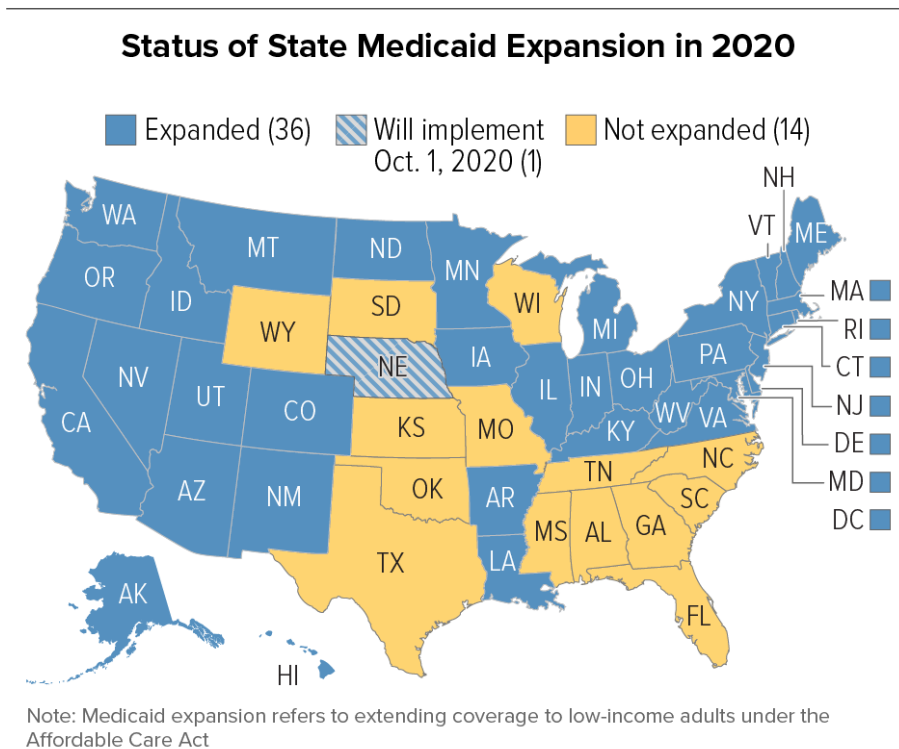 Status of State Medicaid Expansion in 2020
Expanded (36)
Will implement
Oct. 1, 2020 (1)
Not expanded (14)
NH
VT
WA
ME
MT
ND
MN
OR
ID
SD
WI
NY
MA
MI
RI
WY
PA
CT
IA
NE
NV
UT
IL
IN
OH
NJ
CO
CA
WV
VA
KS
MO
KY
DE
NC
TN
MD
AZ
NM
OK
AR
SC
DC
MS
AL
GA
TX
LA
AK
FL
HI
Note: Medicaid expansion refers to extending coverage to low-income adults under the
Affordable Care Act